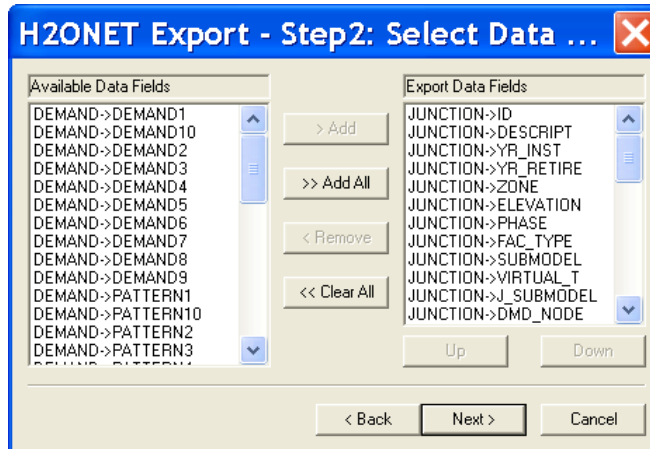 H2ONET Export - Step2: Select Data ...
Available Data Fields
DEMAND->DEMAND1
DEMAND->DEMAND10
DEMAND->DEMAND2
DEMAND->DEMAND3
DEMAND->DEMAND4
DEMAND->DEMAND5
DEMAND->DEMAND6
DEMAND->DEMAND7
DEMAND->DEMAND8
DEMAND->DEMAND9
DEMAND->PATTERN1
DEMAND->PATTERN10
DEMAND->PATTERN2
DEMAND->PATTERN3
> Add
>> Add All
< Remove
<< Clear All
Export Data Fields
JUNCTION->ID
JUNCTION->DESCRIPT
JUNCTION->YR_INST
JUNCTION->YR_RETIRE
JUNCTION->ZONE
JUNCTION->ELEVATION
JUNCTION->PHASE
JUNCTION->FAC_TYPE
JUNCTION->SUBMODEL
JUNCTION->VIRTUAL_T
JUNCTION->J_SUBMODEL
JUNCTION->DMD_NODE
Up
Down
< Back
Next >
Cancel